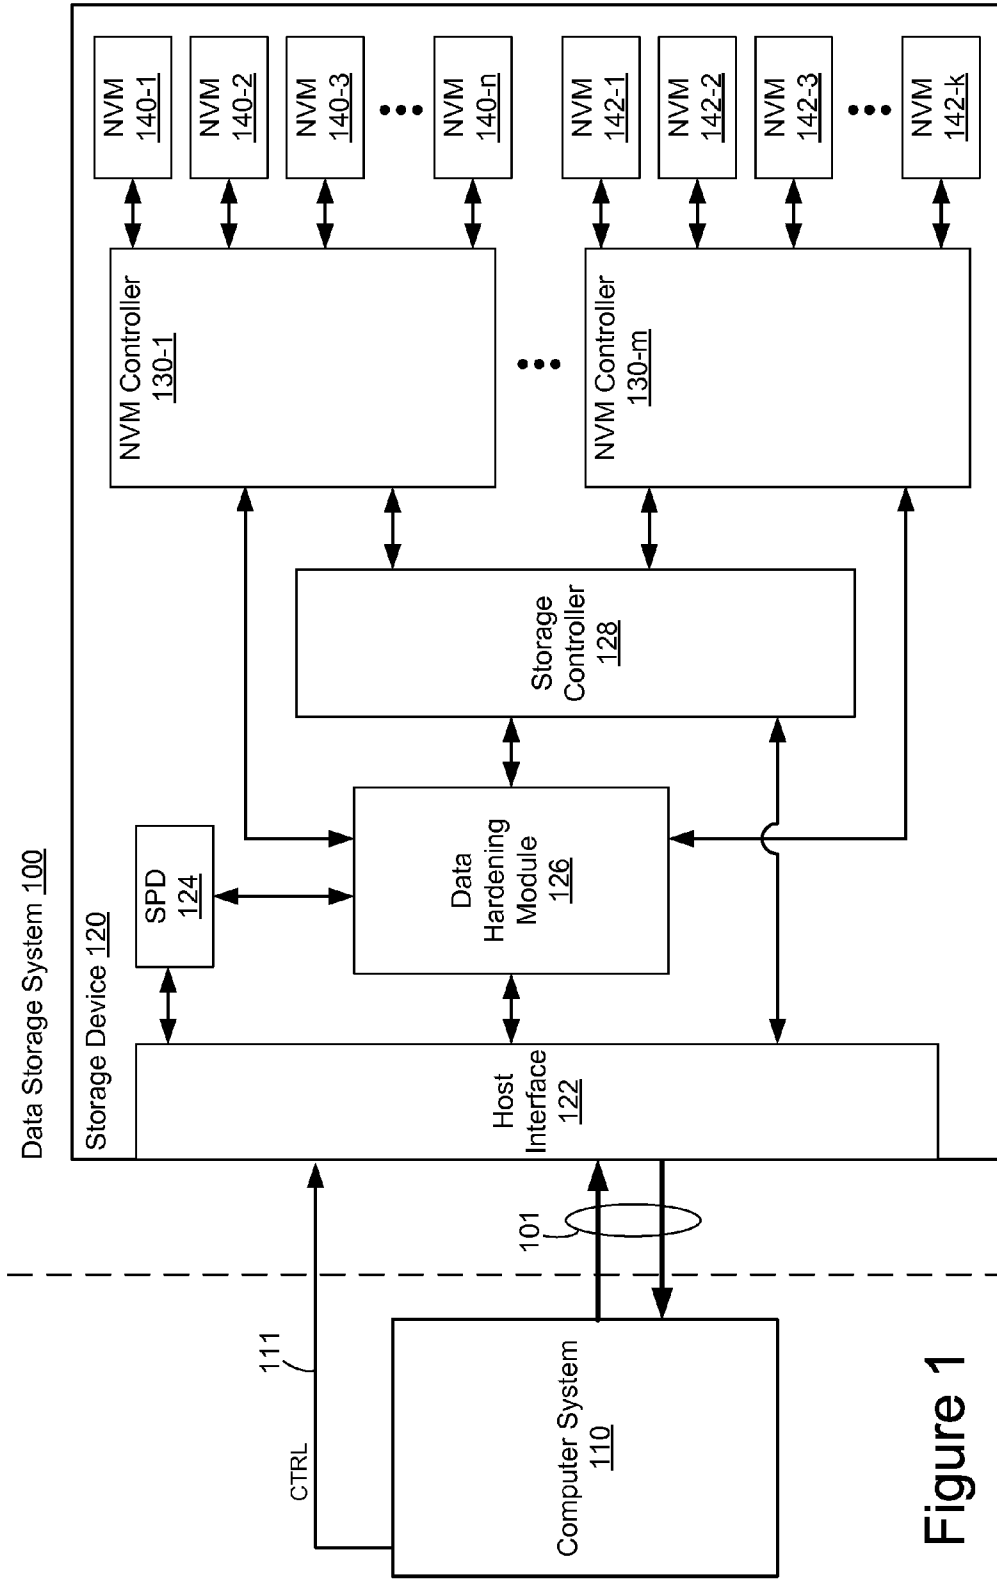 Data Storage System 100
Storage Device 120
CTRL
111
Computer System
110
101
Host
Interface
122
SPD
124
Data
Hardening
Module
126
Storage
Controller
128
NVM Controller
130-1
NVM Controller
130-m
NVM
140-1
NVM
140-2
NVM
140-3
NVM
140-n
NVM
142-1
NVM
142-2
NVM
142-3
NVM
142-k
Figure 1